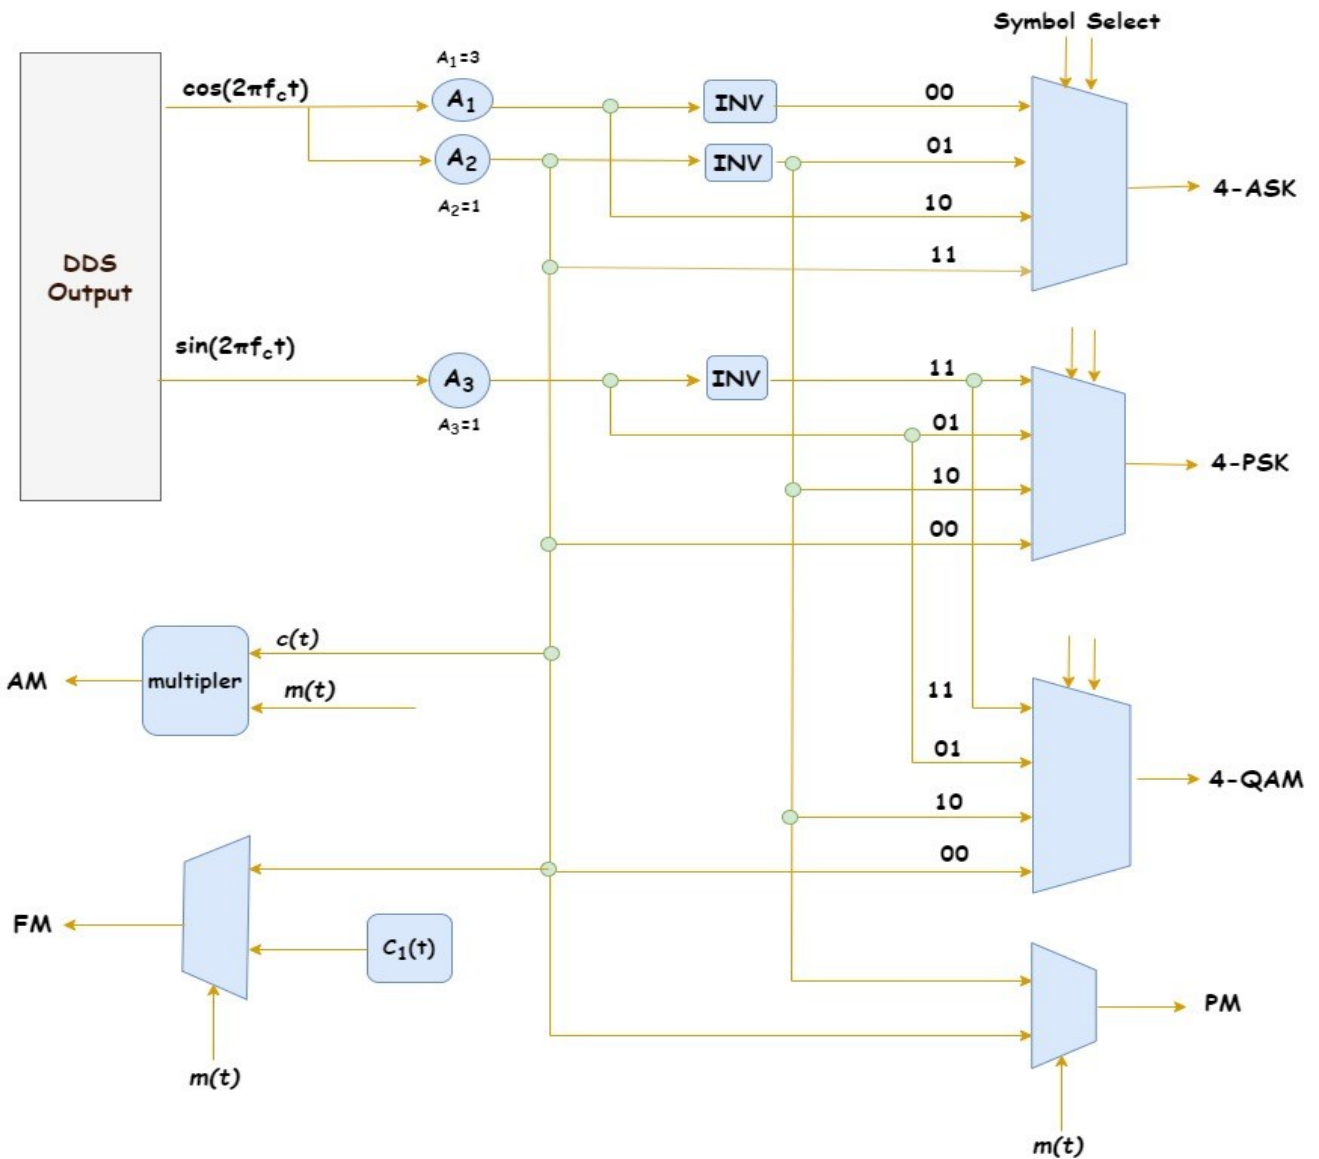 Symbol Select
A₁=3
cos(2πf꜀t)
A₁
INV
00
A₂
INV
01
A₂=1
10
4-ASK
DDS
Output
11
sin(2πf꜀t)
A₃
INV
11
A₃=1
01
10
4-PSK
00
c(t)
AM
multipler
m(t)
11
01
10
4-QAM
00
FM
C₁(t)
m(t)
PM
m(t)